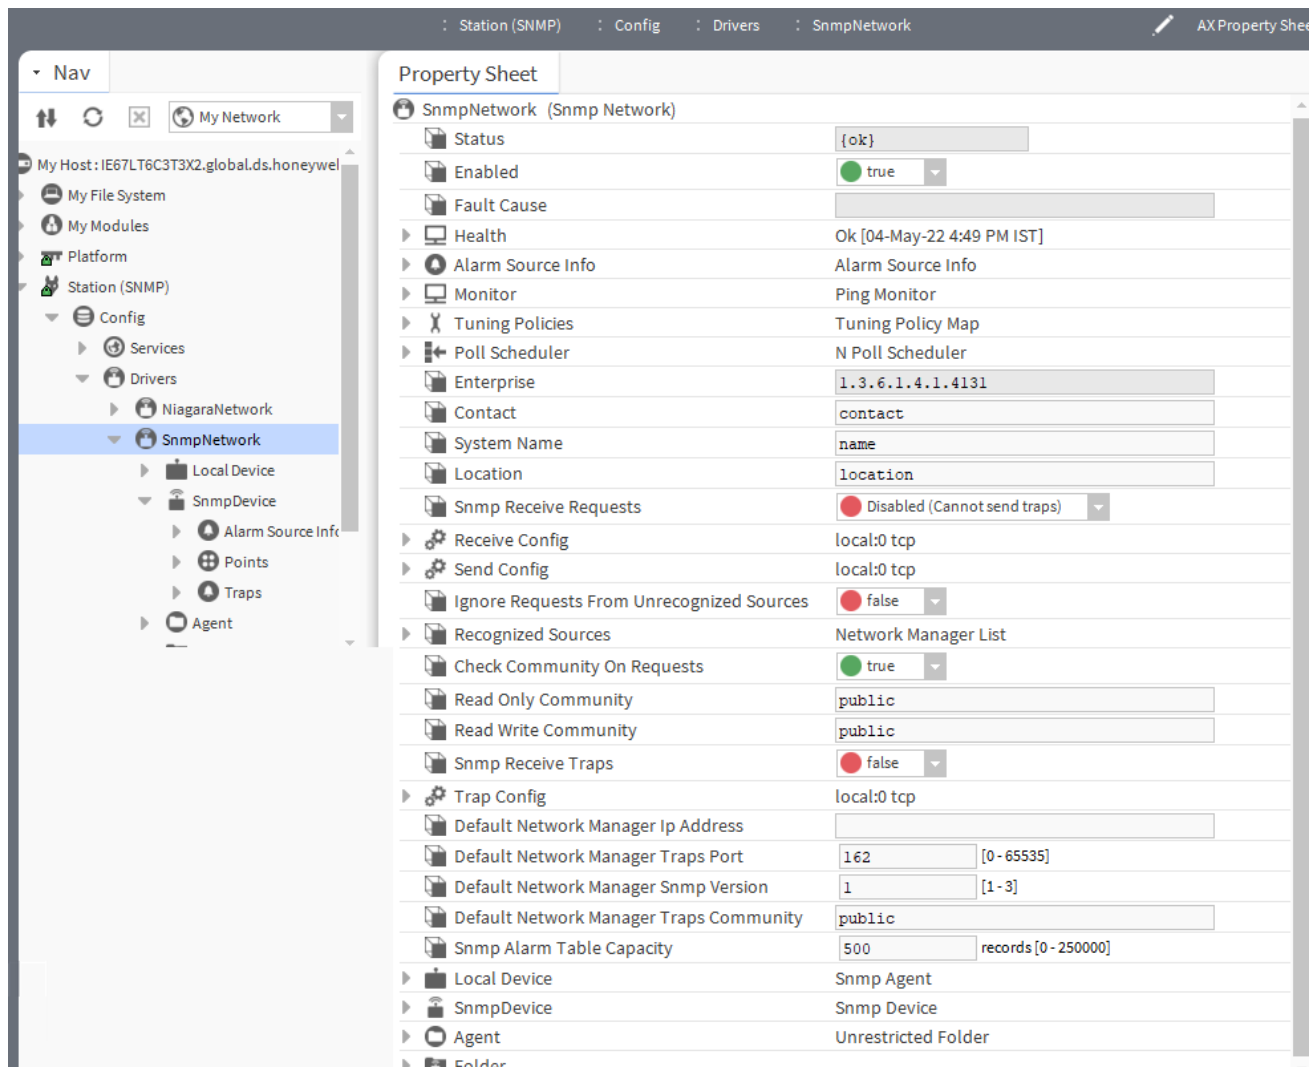 : Station (SNMP) : Config : Drivers : SnmpNetwork AX Property Shee
Nav
My Network
My Host : IE67LT6C3T3X2.global.ds.honeywel
My File System
My Modules
Platform
Station (SNMP)
Config
Services
Drivers
NiagaraNetwork
SnmpNetwork
Local Device
SnmpDevice
Alarm Source Info
Points
Traps
Agent
Property Sheet
SnmpNetwork (Snmp Network)
Status {ok}
Enabled true
Fault Cause
Health Ok [04-May-22 4:49 PM IST]
Alarm Source Info Alarm Source Info
Monitor Ping Monitor
Tuning Policies Tuning Policy Map
Poll Scheduler N Poll Scheduler
Enterprise 1.3.6.1.4.1.4131
Contact contact
System Name name
Location location
Snmp Receive Requests Disabled (Cannot send traps)
Receive Config local:0 tcp
Send Config local:0 tcp
Ignore Requests From Unrecognized Sources false
Recognized Sources Network Manager List
Check Community On Requests true
Read Only Community public
Read Write Community public
Snmp Receive Traps false
Trap Config local:0 tcp
Default Network Manager Ip Address
Default Network Manager Traps Port 162 [0 - 65535]
Default Network Manager Snmp Version 1 [1 - 3]
Default Network Manager Traps Community public
Snmp Alarm Table Capacity 500 records [0 - 250000]
Local Device Snmp Agent
SnmpDevice Snmp Device
Agent Unrestricted Folder
Folder